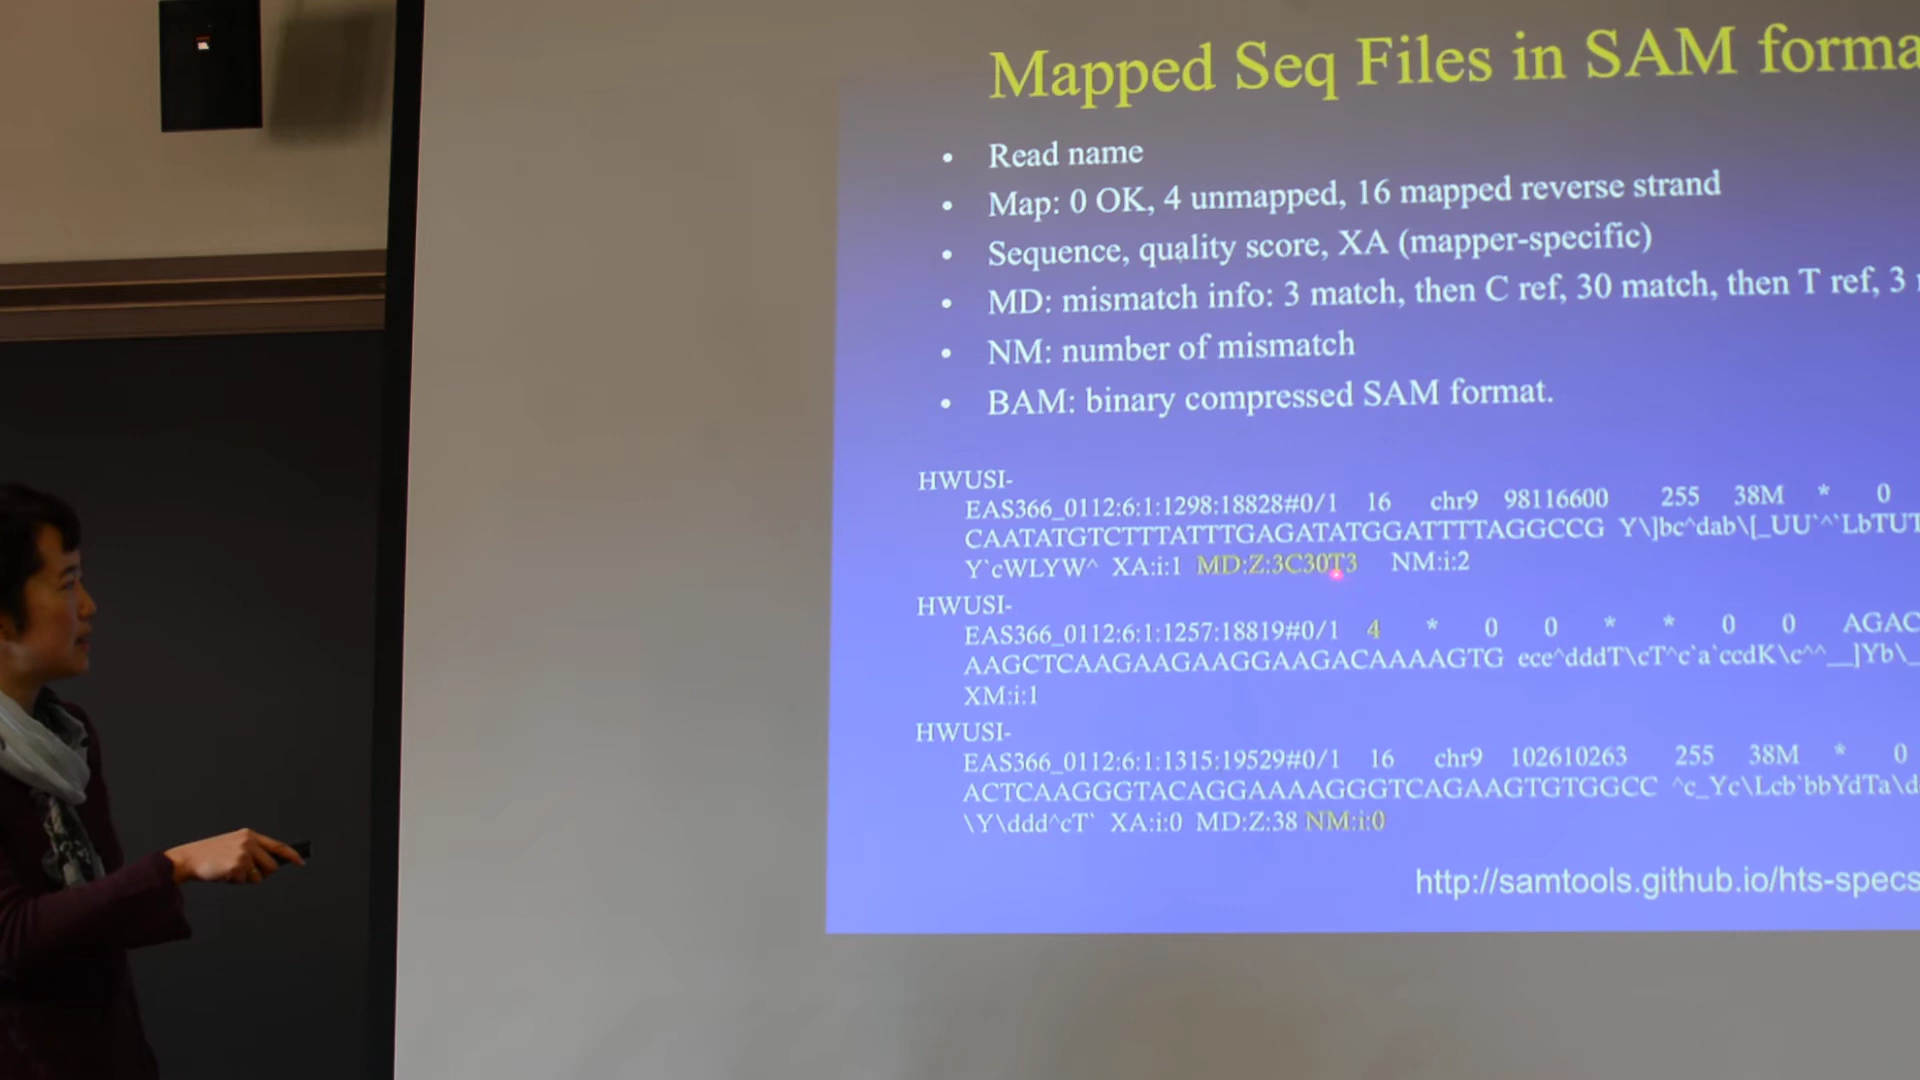 Mapped Seq Files in SAM
• Read name
• Map: 0 OK, 4 unmapped, 16 mapped reverse strand
• Sequence, quality score, XA (mapper-specific)
• MD: mismatch info: 3 match, then C ref, 30 match, then T ref, 3
• NM: number of mismatch
• BAM: binary compressed SAM format.
HWUSI-
EAS366_0112:6:1:1298:18828#0/1 16 chr9 98116600 255 38M * 0
CAATATGTCTTTATTTGAGATATGGATTTTAGGCCG Y\]bc^dab\[_UU`^`LbTUT
Y`cWLYW^ XA:i:1 MD:Z:3C30T3 NM:i:2
HWUSI-
EAS366_0112:6:1:1257:18819#0/1 4 * 0 0 * * 0 0 AGAC
AAGCTCAAGAAGAAGGAAGACAAAAGTG ece^dddT\cT^c`a`ccdK\c^^__]Yb\_
XM:i:1
HWUSI-
EAS366_0112:6:1:1315:19529#0/1 16 chr9 102610263 255 38M * 0
ACTCAAGGGTACAGGAAAAGGGTCAGAAGTGTGGCC ^c_Yc\Lcb`bbYdTa\d
\Y\ddd^cT` XA:i:0 MD:Z:38 NM:i:0
http://samtools.github.io/hts-specs